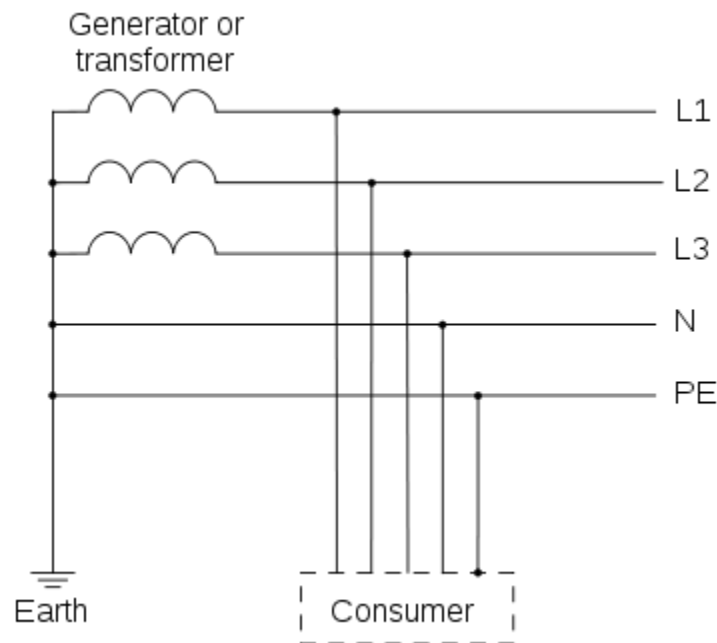 Generator or
transformer
L1
L2
L3
N
PE
Earth
Consumer